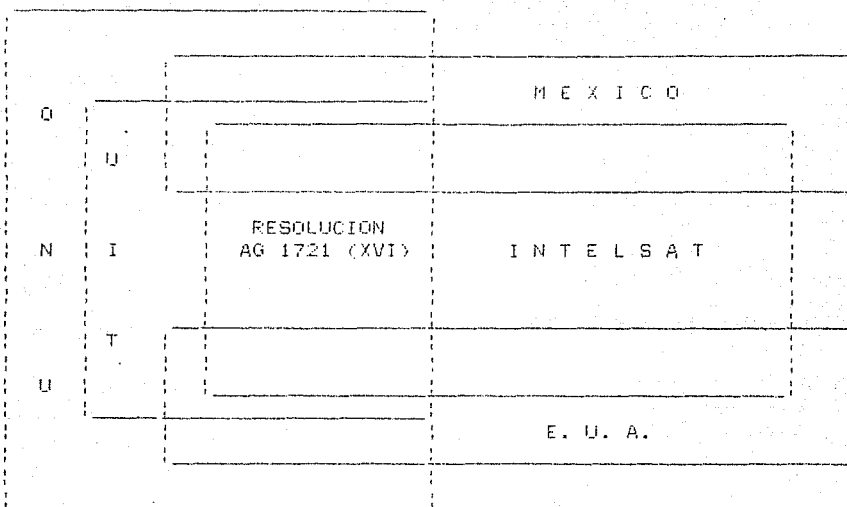 M E X I C O
O
N
U
U
I
T
RESOLUCION
AG 1721 (XVI)
I N T E L S A T
E. U. A.